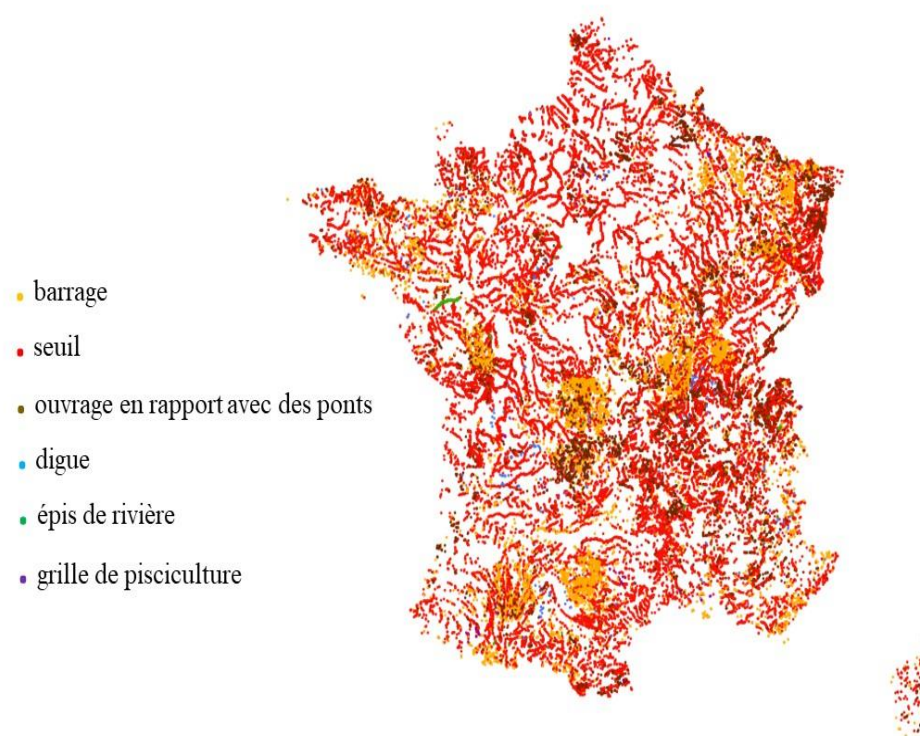 barrage
seuil
ouvrage en rapport avec des ponts
digue
épis de rivière
grille de pisciculture